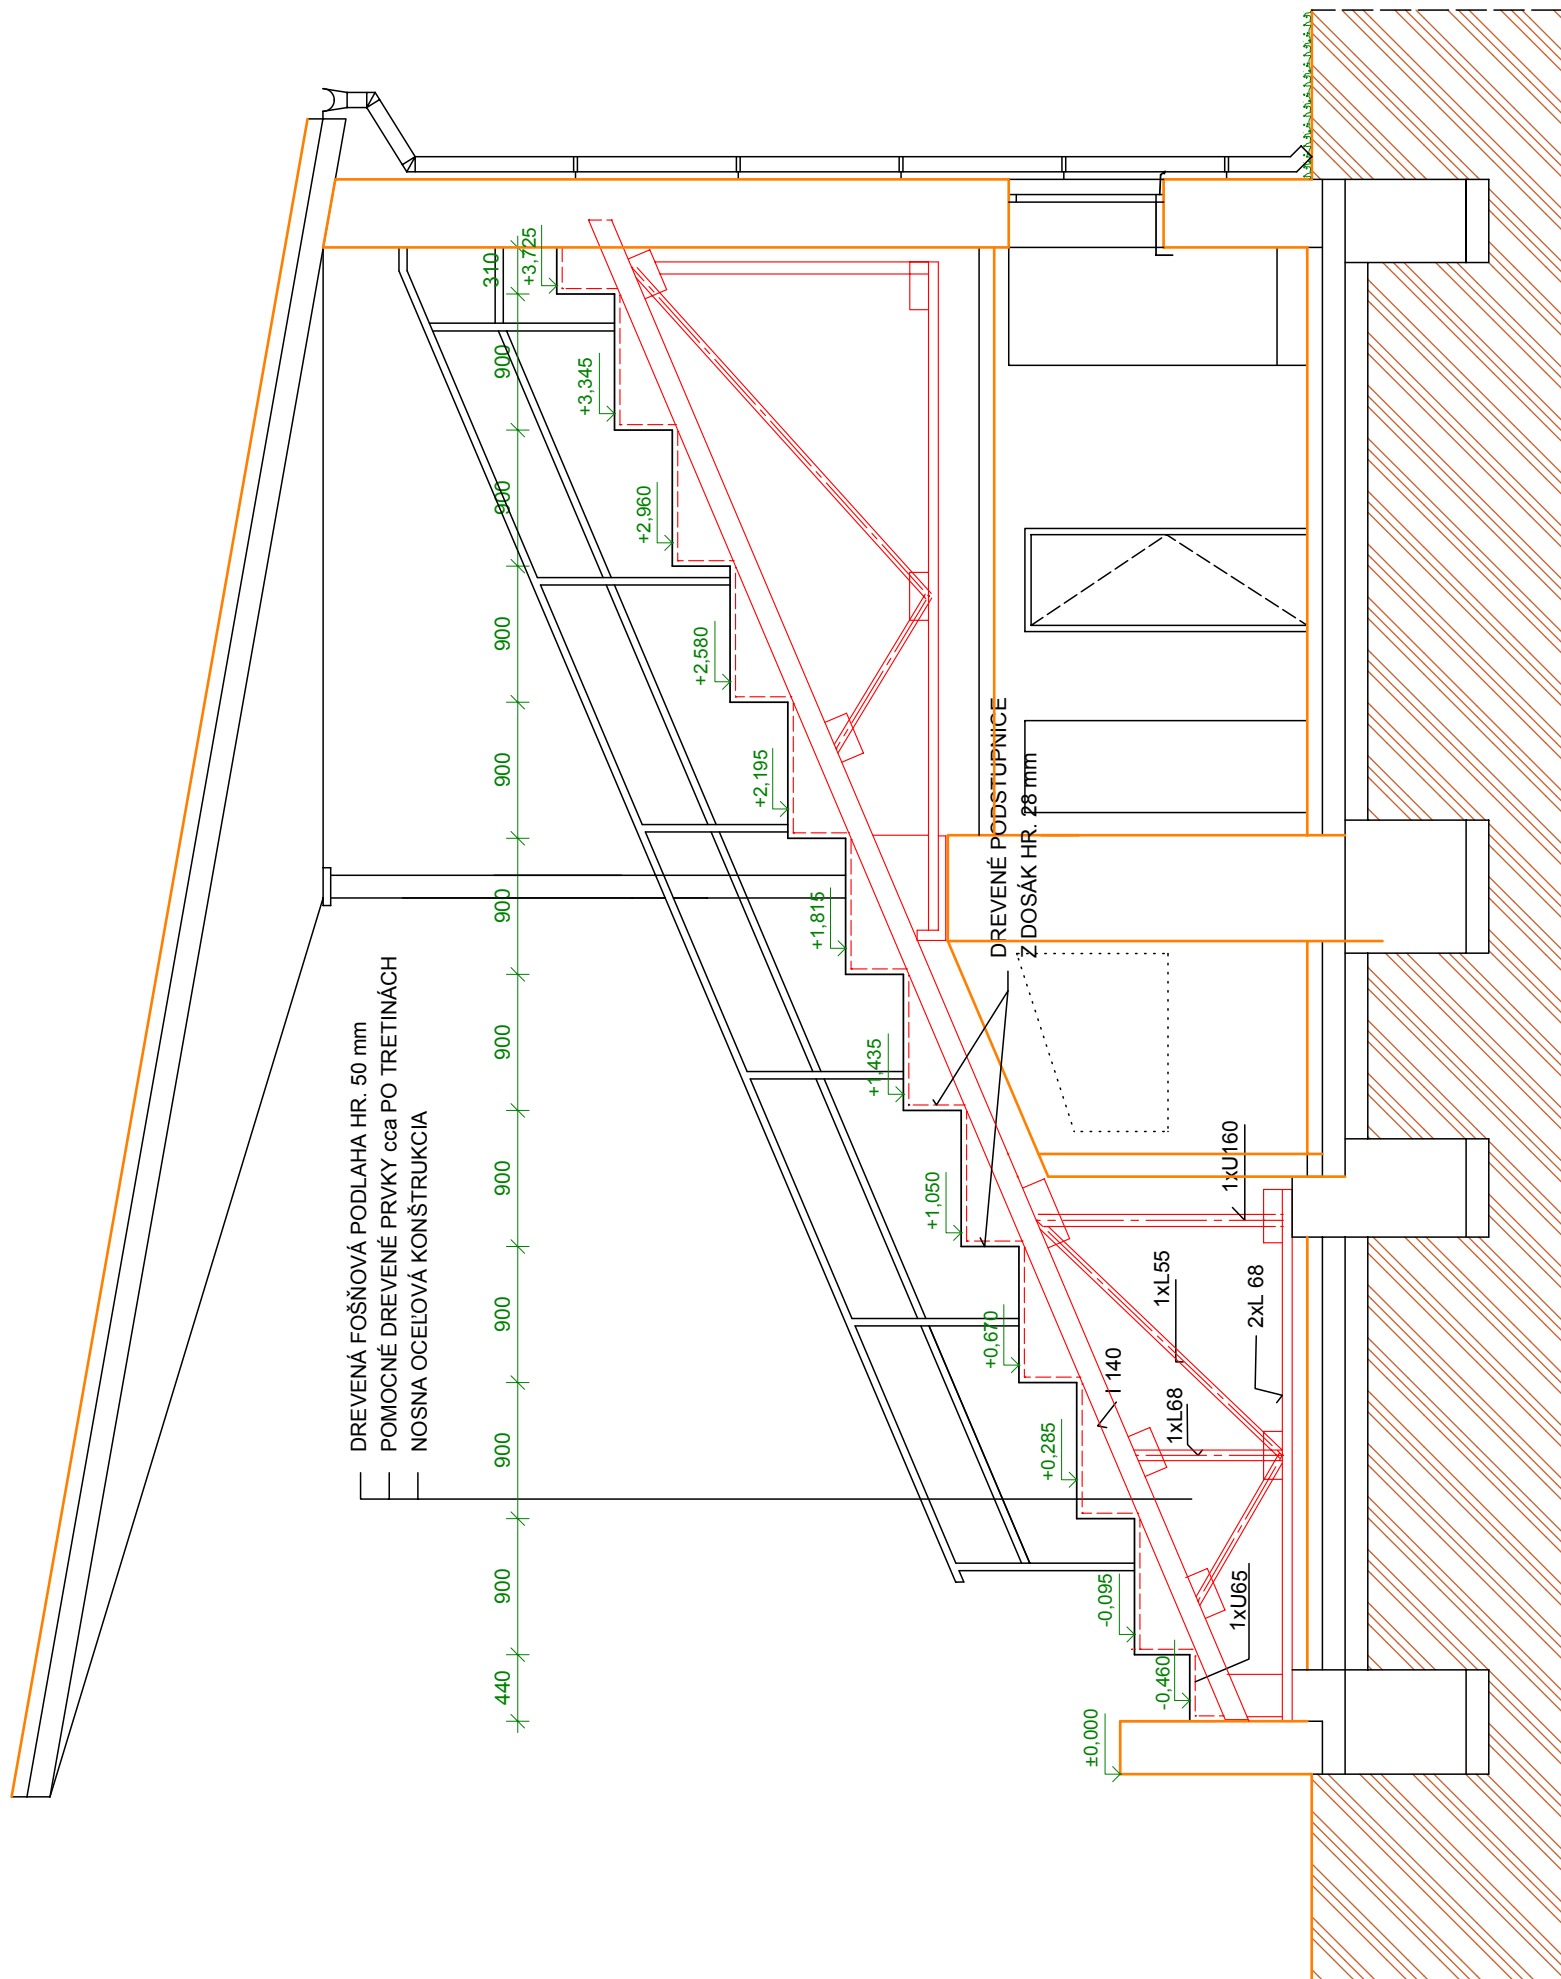 DREVENÁ FOŠŇOVÁ PODLAHA HR. 50 mm
POMOCNÉ DREVENÉ PRVKY cca PO TRETINÁCH
NOSNA OCEĽOVÁ KONŠTRUKCIA
440
900
900
900
900
900
900
900
900
900
900
310
±0,000
-0,460
-0,095
+0,285
+0,670
+1,050
+1,435
+1,815
+2,195
+2,580
+2,960
+3,345
+3,725
DREVENÉ PODSTUPNICE
Z DOSÁK HR. 28 mm
I 140
1xL68
1xL55
1xU65
1xU160
2xL 68